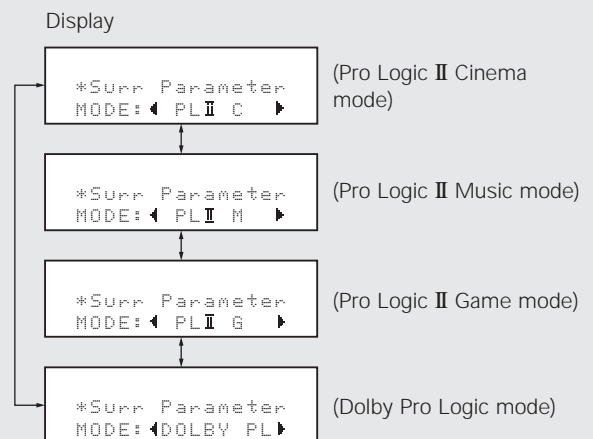 Display
*Surr Parameter
MODE:◀ PLⅡ C ▶
(Pro Logic Ⅱ Cinema
mode)
*Surr Parameter
MODE:◀ PLⅡ M ▶
(Pro Logic Ⅱ Music mode)
*Surr Parameter
MODE:◀ PLⅡ G ▶
(Pro Logic Ⅱ Game mode)
*Surr Parameter
MODE:◀DOLBY PL▶
(Dolby Pro Logic mode)